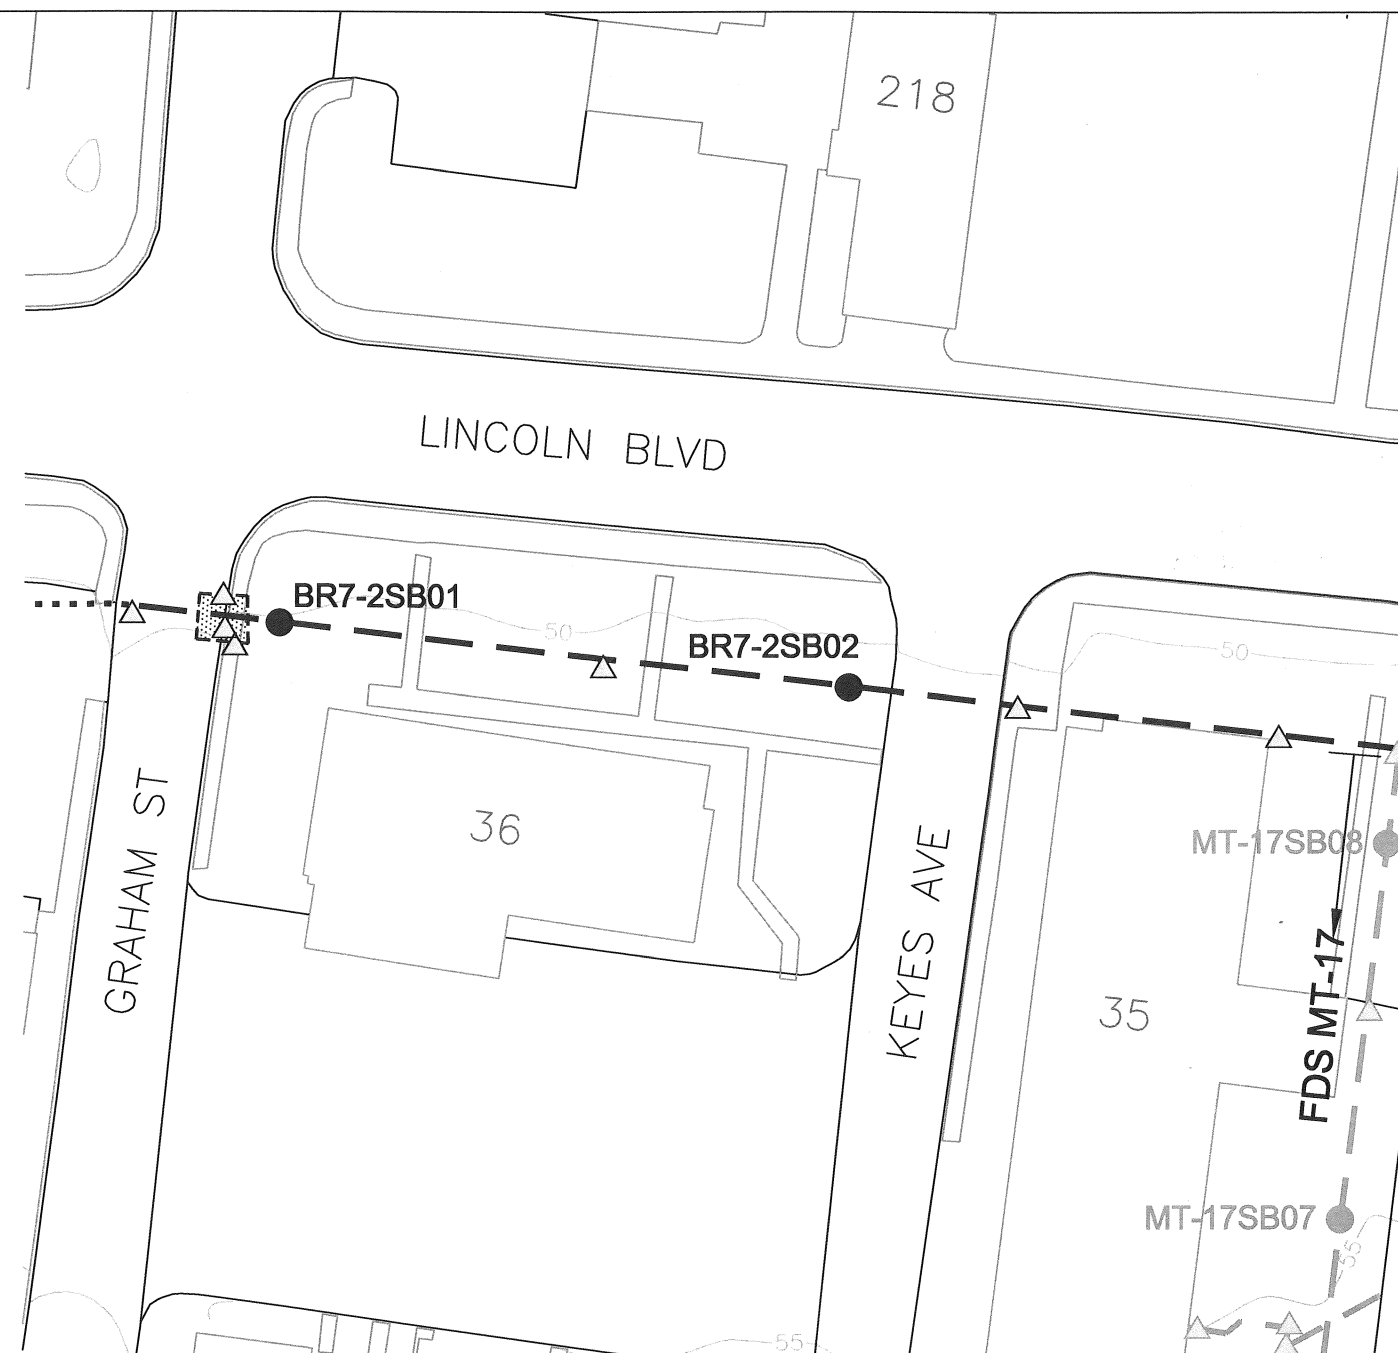 218
LINCOLN BLVD
BR7-2SB01
50
BR7-2SB02
50
GRAHAM ST
36
KEYES AVE
MT-17SB08
35
FDS MT-17
MT-17SB07
55
55